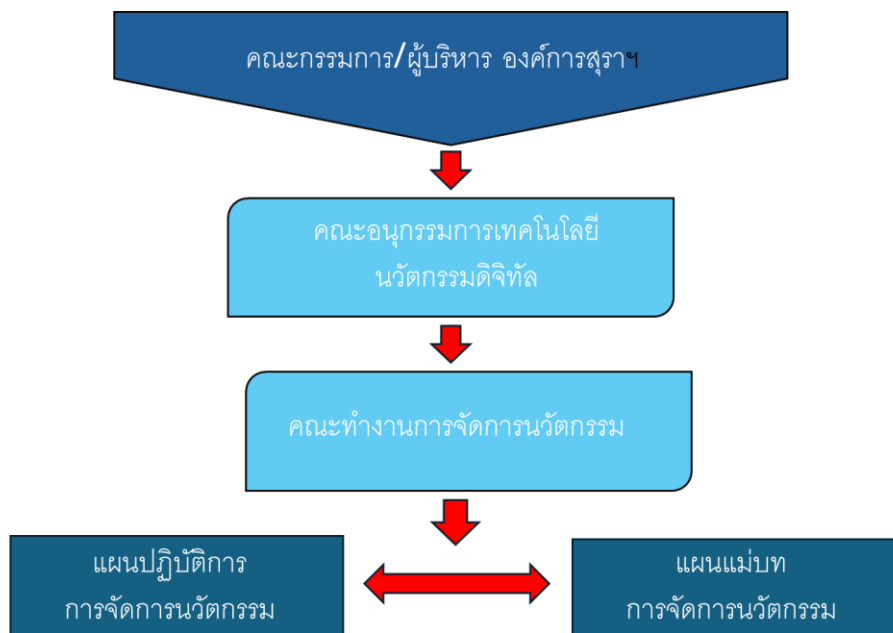 คณะกรรมการ/ผู้บริหาร องค์การสุราฯ
คณะอนุกรรมการเทคโนโลยี
นวัตกรรมดิจิทัล
คณะทำงานการจัดการนวัตกรรม
แผนปฏิบัติการ
การจัดการนวัตกรรม
แผนแม่บท
การจัดการนวัตกรรม